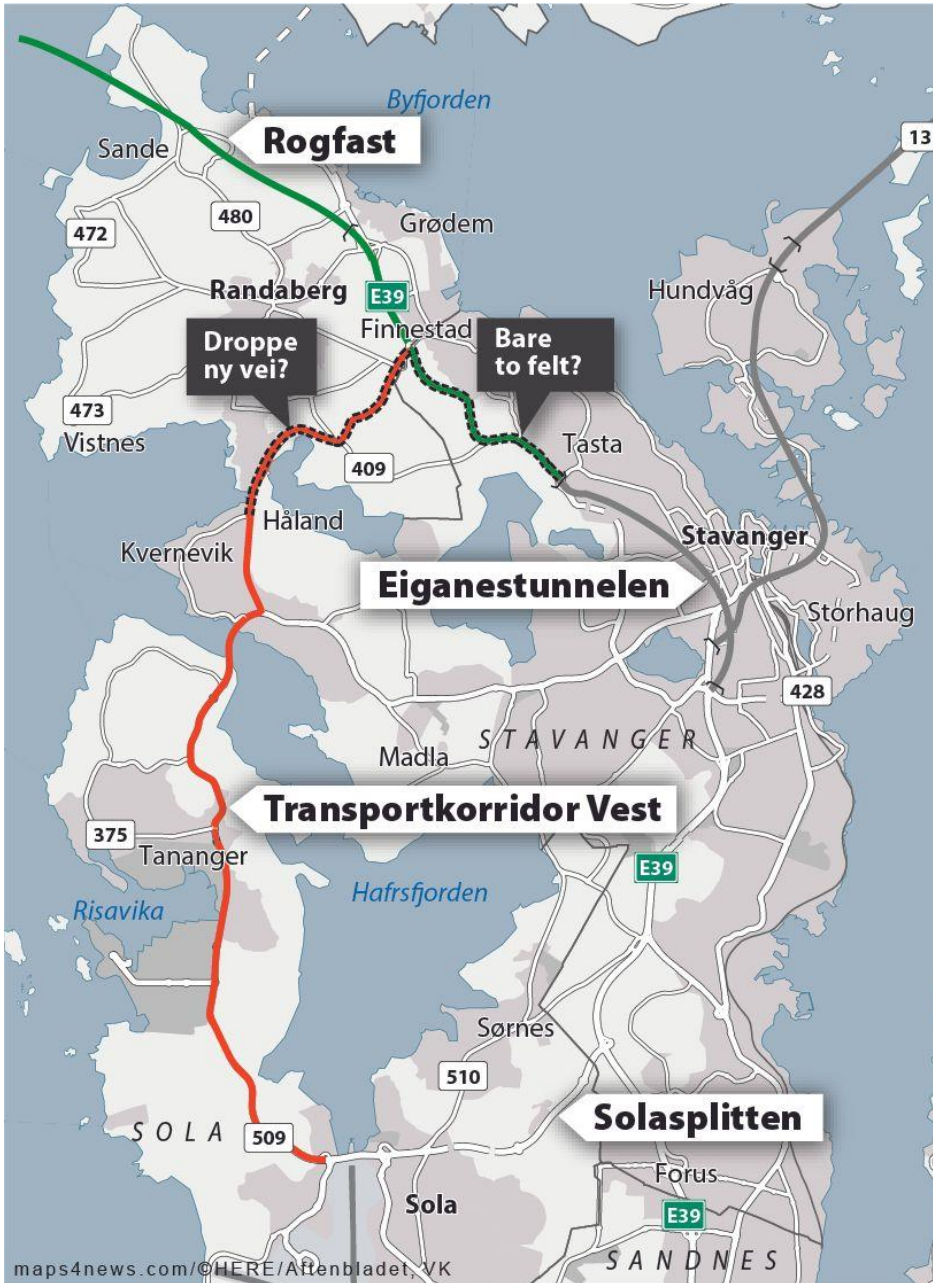 Byfjorden
13
Rogfast
Sande
480
Grødem
472
Hundvåg
Randaberg
E39
Finnestad
Droppe
ny vei?
Bare
to felt?
473
Vistnes
Tasta
409
Håland
Kvernevik
Stavanger
Eiganestunnelen
Storhaug
428
STAVANGER
Madla
Transportkorridor Vest
375
Tananger
E39
Hafrsfjorden
Risavika
Sørnes
510
Solasplitten
SOLA
509
Forus
Sola
E39
SANDNES
maps4news.com/©HERE/Aftenbladet, VK